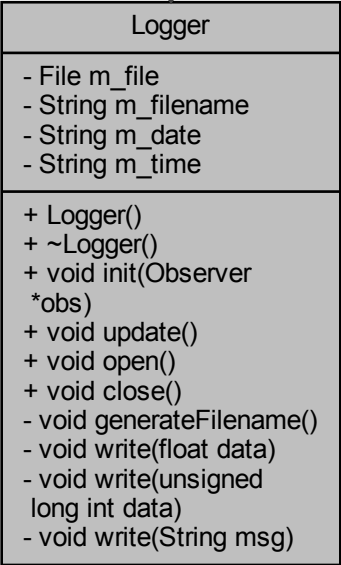 Logger
- File m_file
- String m_filename
- String m_date
- String m_time
+ Logger()
+ ~Logger()
+ void init(Observer
*obs)
+ void update()
+ void open()
+ void close()
- void generateFilename()
- void write(float data)
- void write(unsigned
long int data)
- void write(String msg)